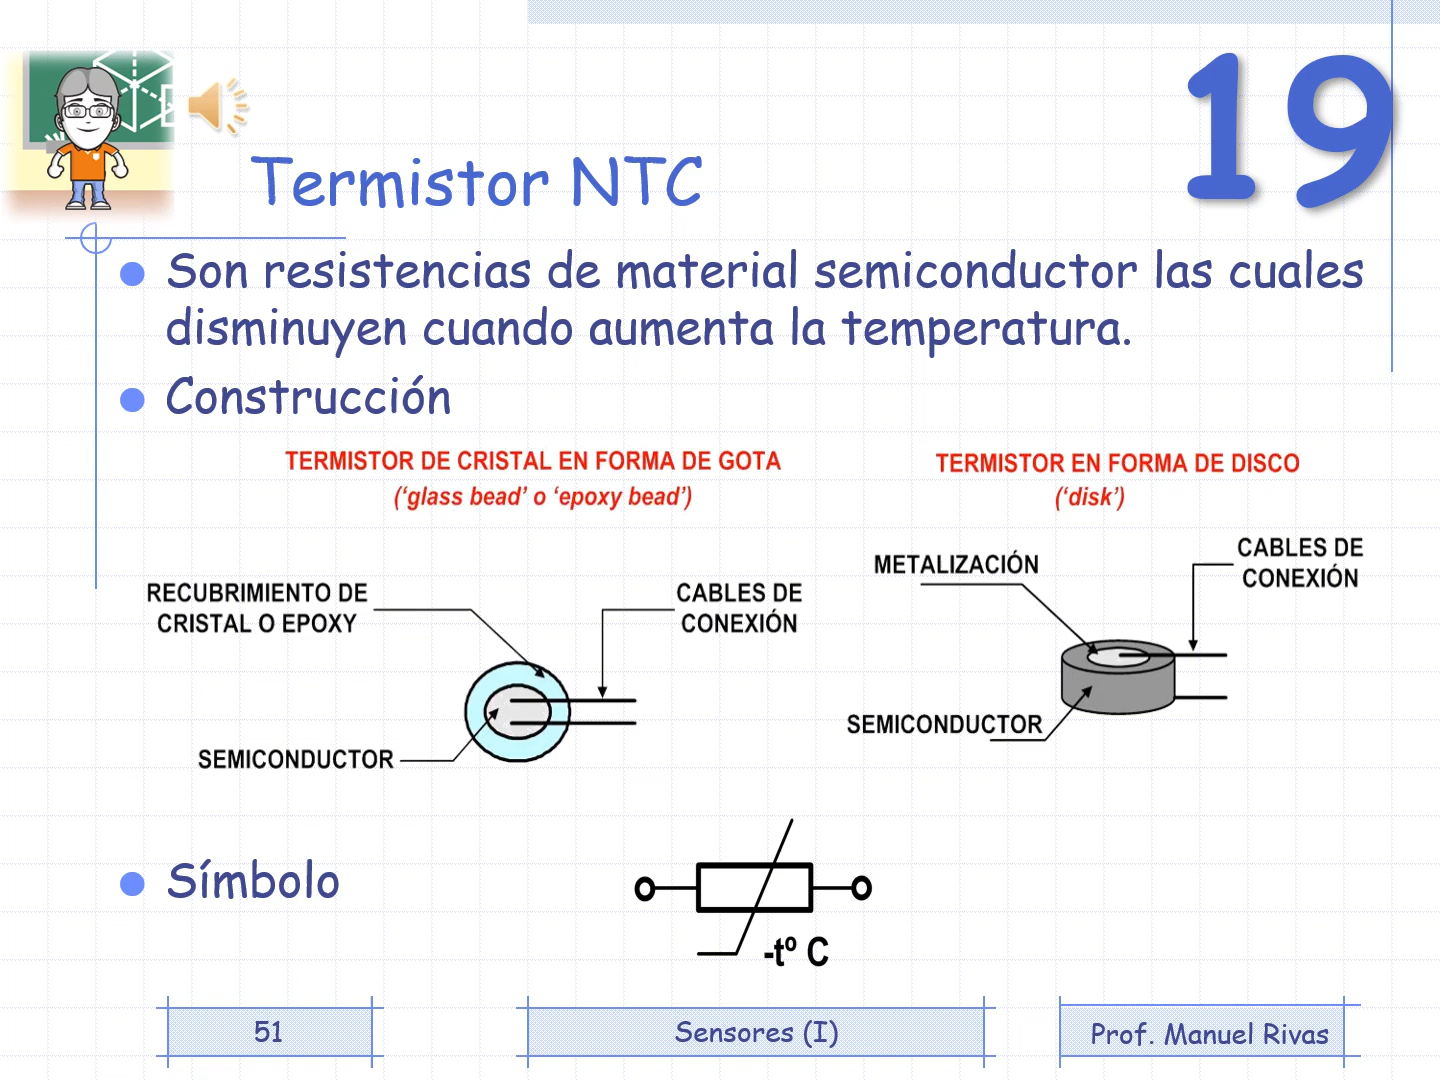 19
Termistor NTC
Son resistencias de material semiconductor las cuales
disminuyen cuando aumenta la temperatura.
Construcción
TERMISTOR DE CRISTAL EN FORMA DE GOTA
(‘glass bead’ o ‘epoxy bead’)
RECUBRIMIENTO DE
CRISTAL O EPOXY
CABLES DE
CONEXIÓN
SEMICONDUCTOR
TERMISTOR EN FORMA DE DISCO
(‘disk’)
METALIZACIÓN
CABLES DE
CONEXIÓN
SEMICONDUCTOR
Símbolo
-tº C
51
Sensores (I)
Prof. Manuel Rivas